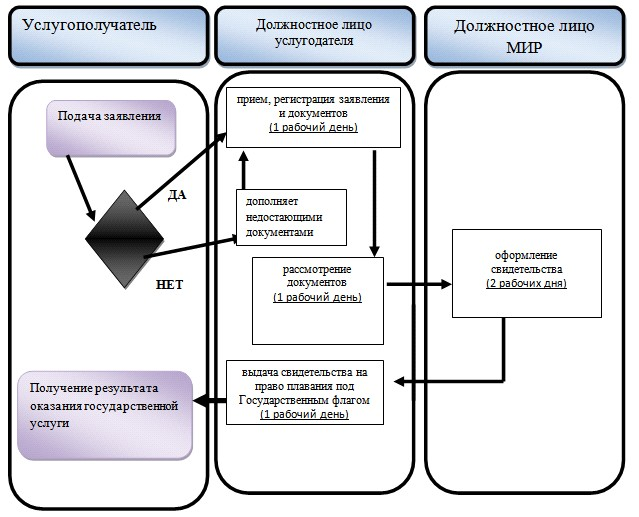 Услугополучатель
Должностное лицо
услугодателя
Должностное лицо
МИР
Подача заявления
прием, регистрация заявления
и документов
(1 рабочий день)
ДА
дополняет
недостающими
документами
НЕТ
рассмотрение
документов
(1 рабочий день)
оформление
свидетельства
(2 рабочих дня)
выдача свидетельства на
право плавания под
Государственным флагом
(1 рабочий день)
Получение результата
оказания государственной
услуги